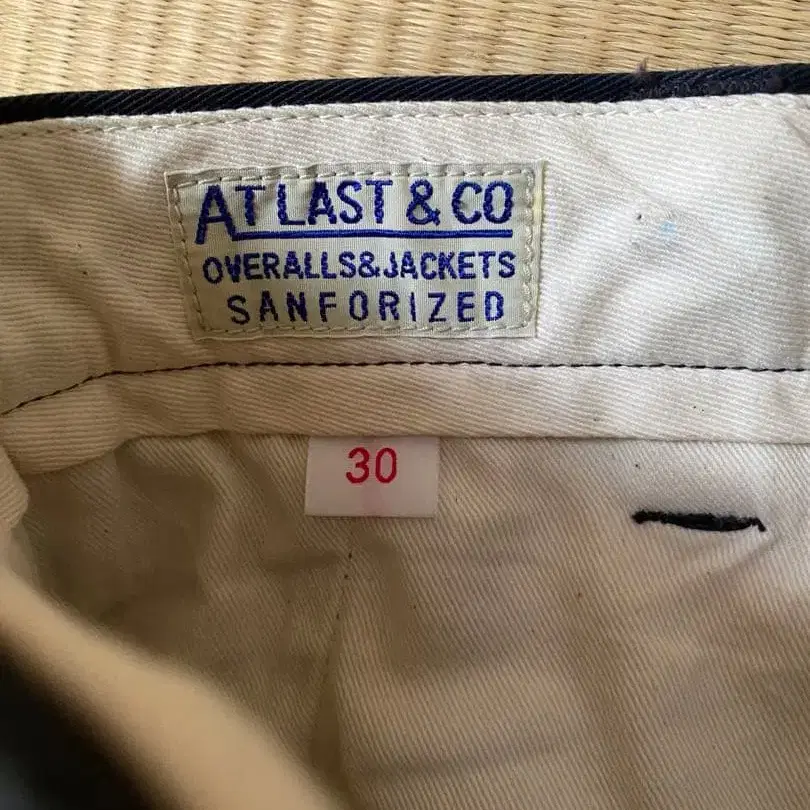 AT LAST & CO
OVERALLS&JACKETS
SANFORIZED
30